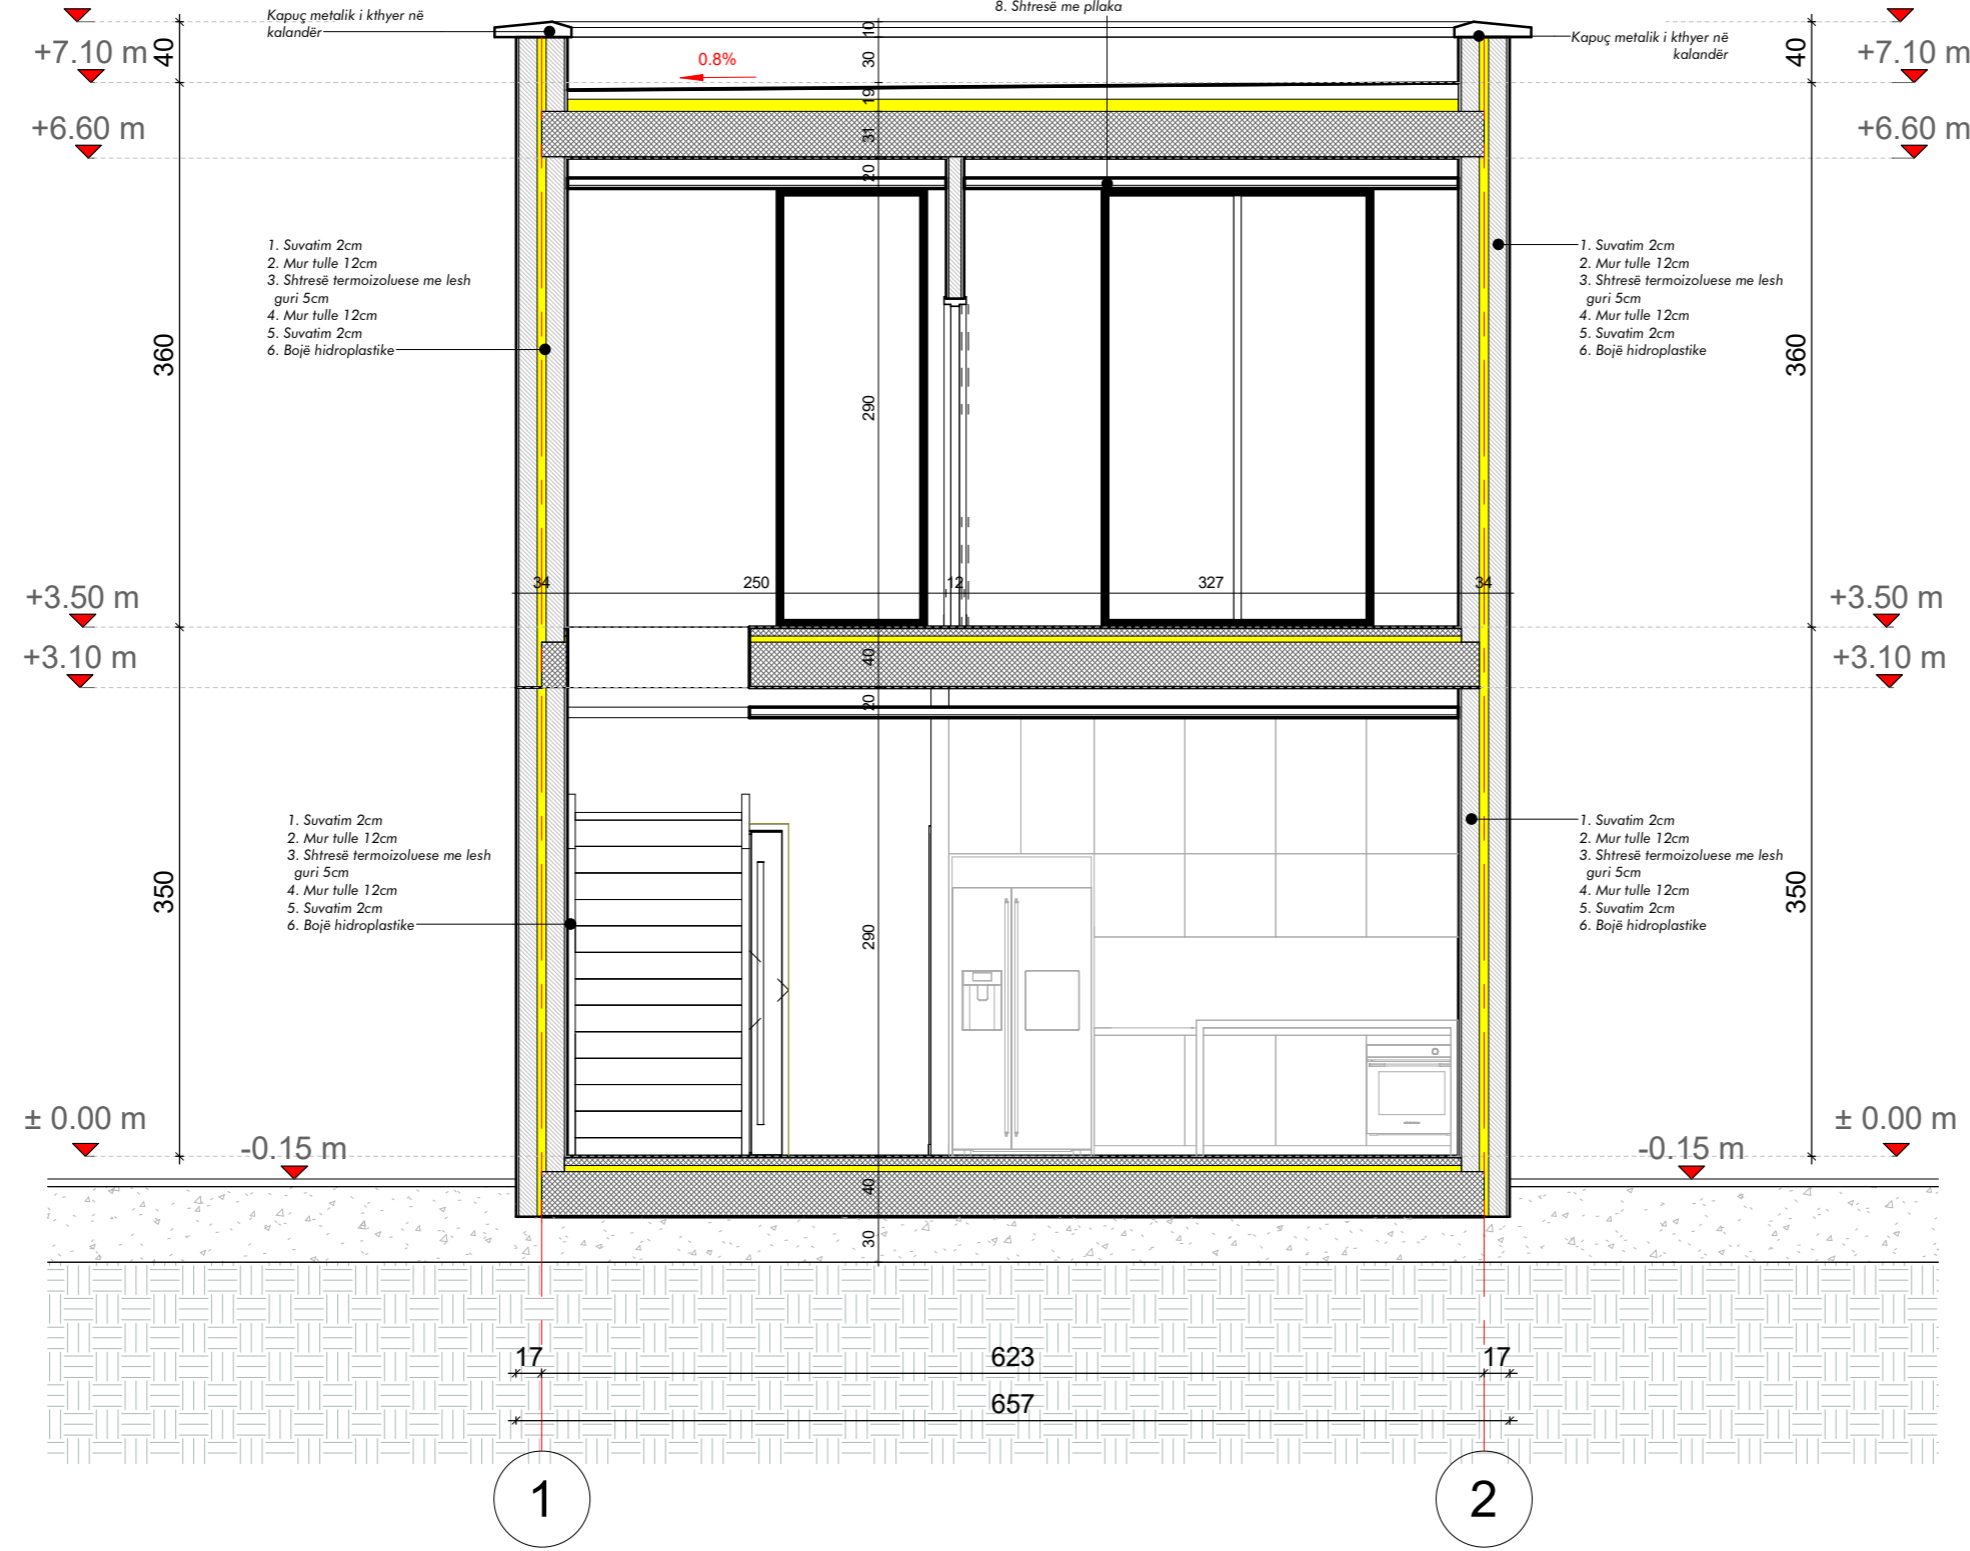 8. Shtresë me pllaka
Kapuç metalik i kthyer në
kalandër
Kapuç metalik i kthyer në
kalandër
+7.10 m
40
0.8%
10
30
40
+7.10 m
19
+6.60 m
31
+6.60 m
20
1. Suvatim 2cm
2. Mur tulle 12cm
3. Shtresë termoizoluese me lesh
guri 5cm
4. Mur tulle 12cm
5. Suvatim 2cm
6. Bojë hidroplastike
1. Suvatim 2cm
2. Mur tulle 12cm
3. Shtresë termoizoluese me lesh
guri 5cm
4. Mur tulle 12cm
5. Suvatim 2cm
6. Bojë hidroplastike
360
290
360
34
250
12
327
34
+3.50 m
+3.50 m
+3.10 m
40
+3.10 m
20
1. Suvatim 2cm
2. Mur tulle 12cm
3. Shtresë termoizoluese me lesh
guri 5cm
4. Mur tulle 12cm
5. Suvatim 2cm
6. Bojë hidroplastike
1. Suvatim 2cm
2. Mur tulle 12cm
3. Shtresë termoizoluese me lesh
guri 5cm
4. Mur tulle 12cm
5. Suvatim 2cm
6. Bojë hidroplastike
350
290
350
± 0.00 m
± 0.00 m
-0.15 m
-0.15 m
40
30
17
623
17
657
1
2